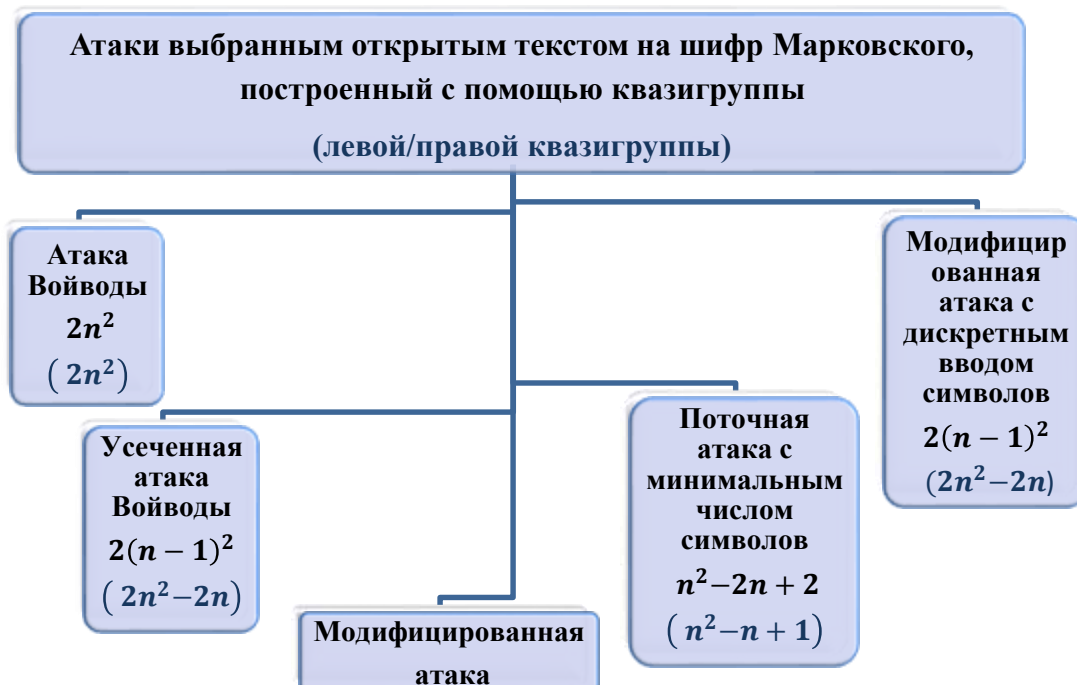 Атаки выбранным открытым текстом на шифр Марковского,
построенный с помощью квазигруппы
(левой/правой квазигруппы)
Атака
Войводы
2n²
( 2n²)
Усеченная
атака
Войводы
2(n − 1)²
( 2n²−2n)
Модифицированная
атака
Поточная
атака с
минимальным
числом
символов
n²−2n + 2
( n²−n + 1)
Модифицир
ованная
атака с
дискретным
вводом
символов
2(n − 1)²
(2n²−2n)